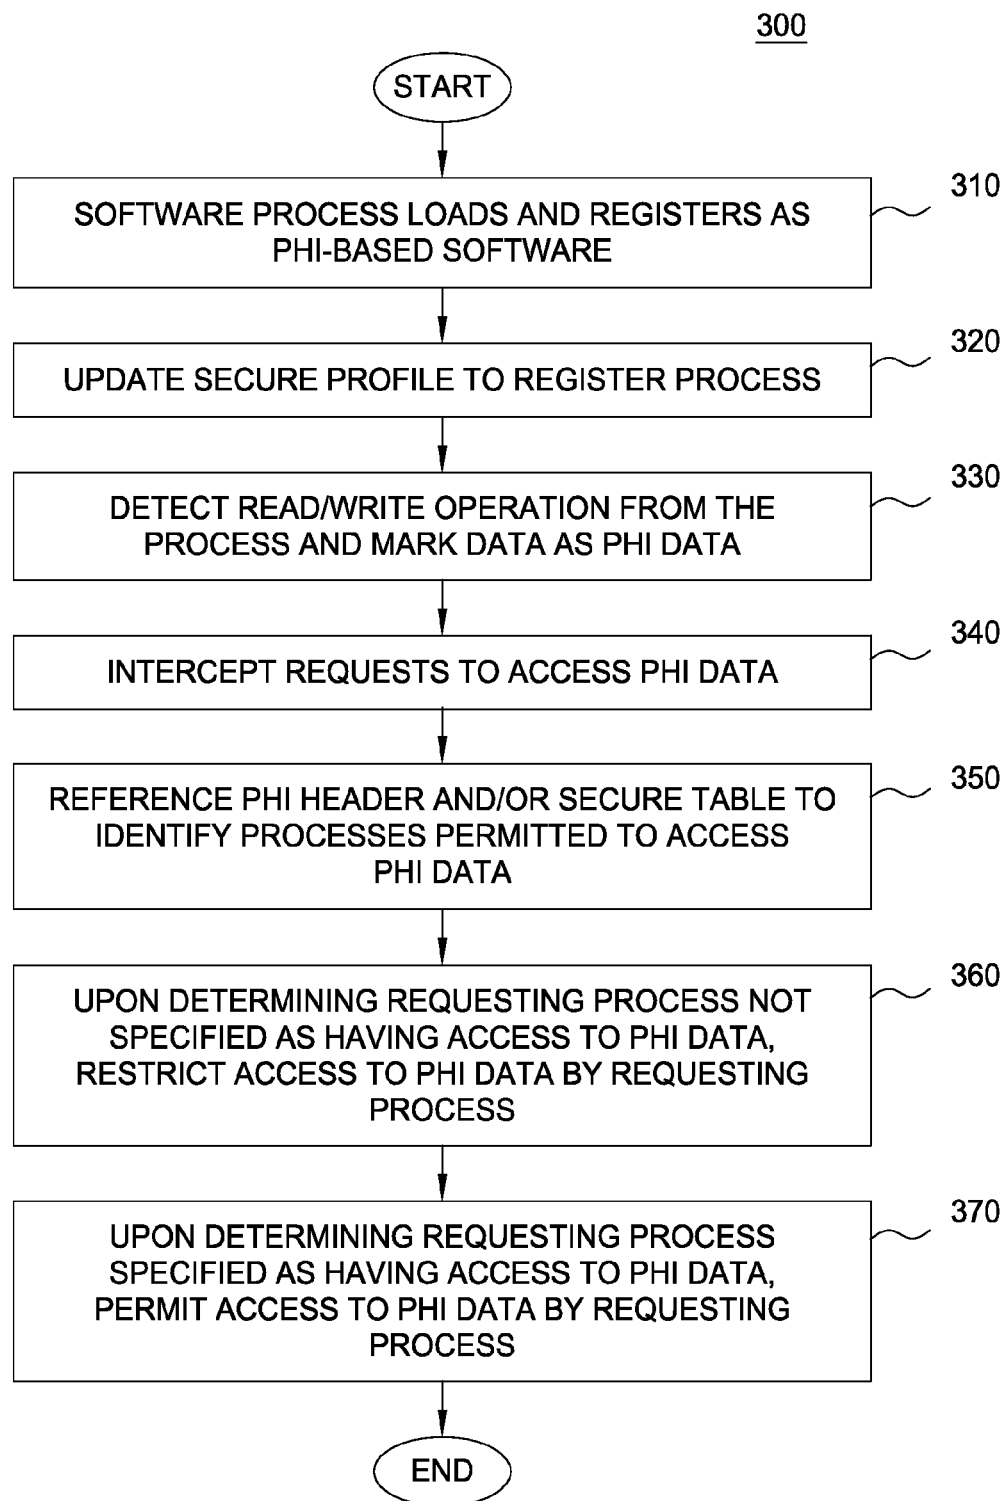 300
START
310
SOFTWARE PROCESS LOADS AND REGISTERS AS
PHI-BASED SOFTWARE
320
UPDATE SECURE PROFILE TO REGISTER PROCESS
330
DETECT READ/WRITE OPERATION FROM THE
PROCESS AND MARK DATA AS PHI DATA
340
INTERCEPT REQUESTS TO ACCESS PHI DATA
350
REFERENCE PHI HEADER AND/OR SECURE TABLE TO
IDENTIFY PROCESSES PERMITTED TO ACCESS
PHI DATA
360
UPON DETERMINING REQUESTING PROCESS NOT
SPECIFIED AS HAVING ACCESS TO PHI DATA,
RESTRICT ACCESS TO PHI DATA BY REQUESTING
PROCESS
370
UPON DETERMINING REQUESTING PROCESS
SPECIFIED AS HAVING ACCESS TO PHI DATA,
PERMIT ACCESS TO PHI DATA BY REQUESTING
PROCESS
END